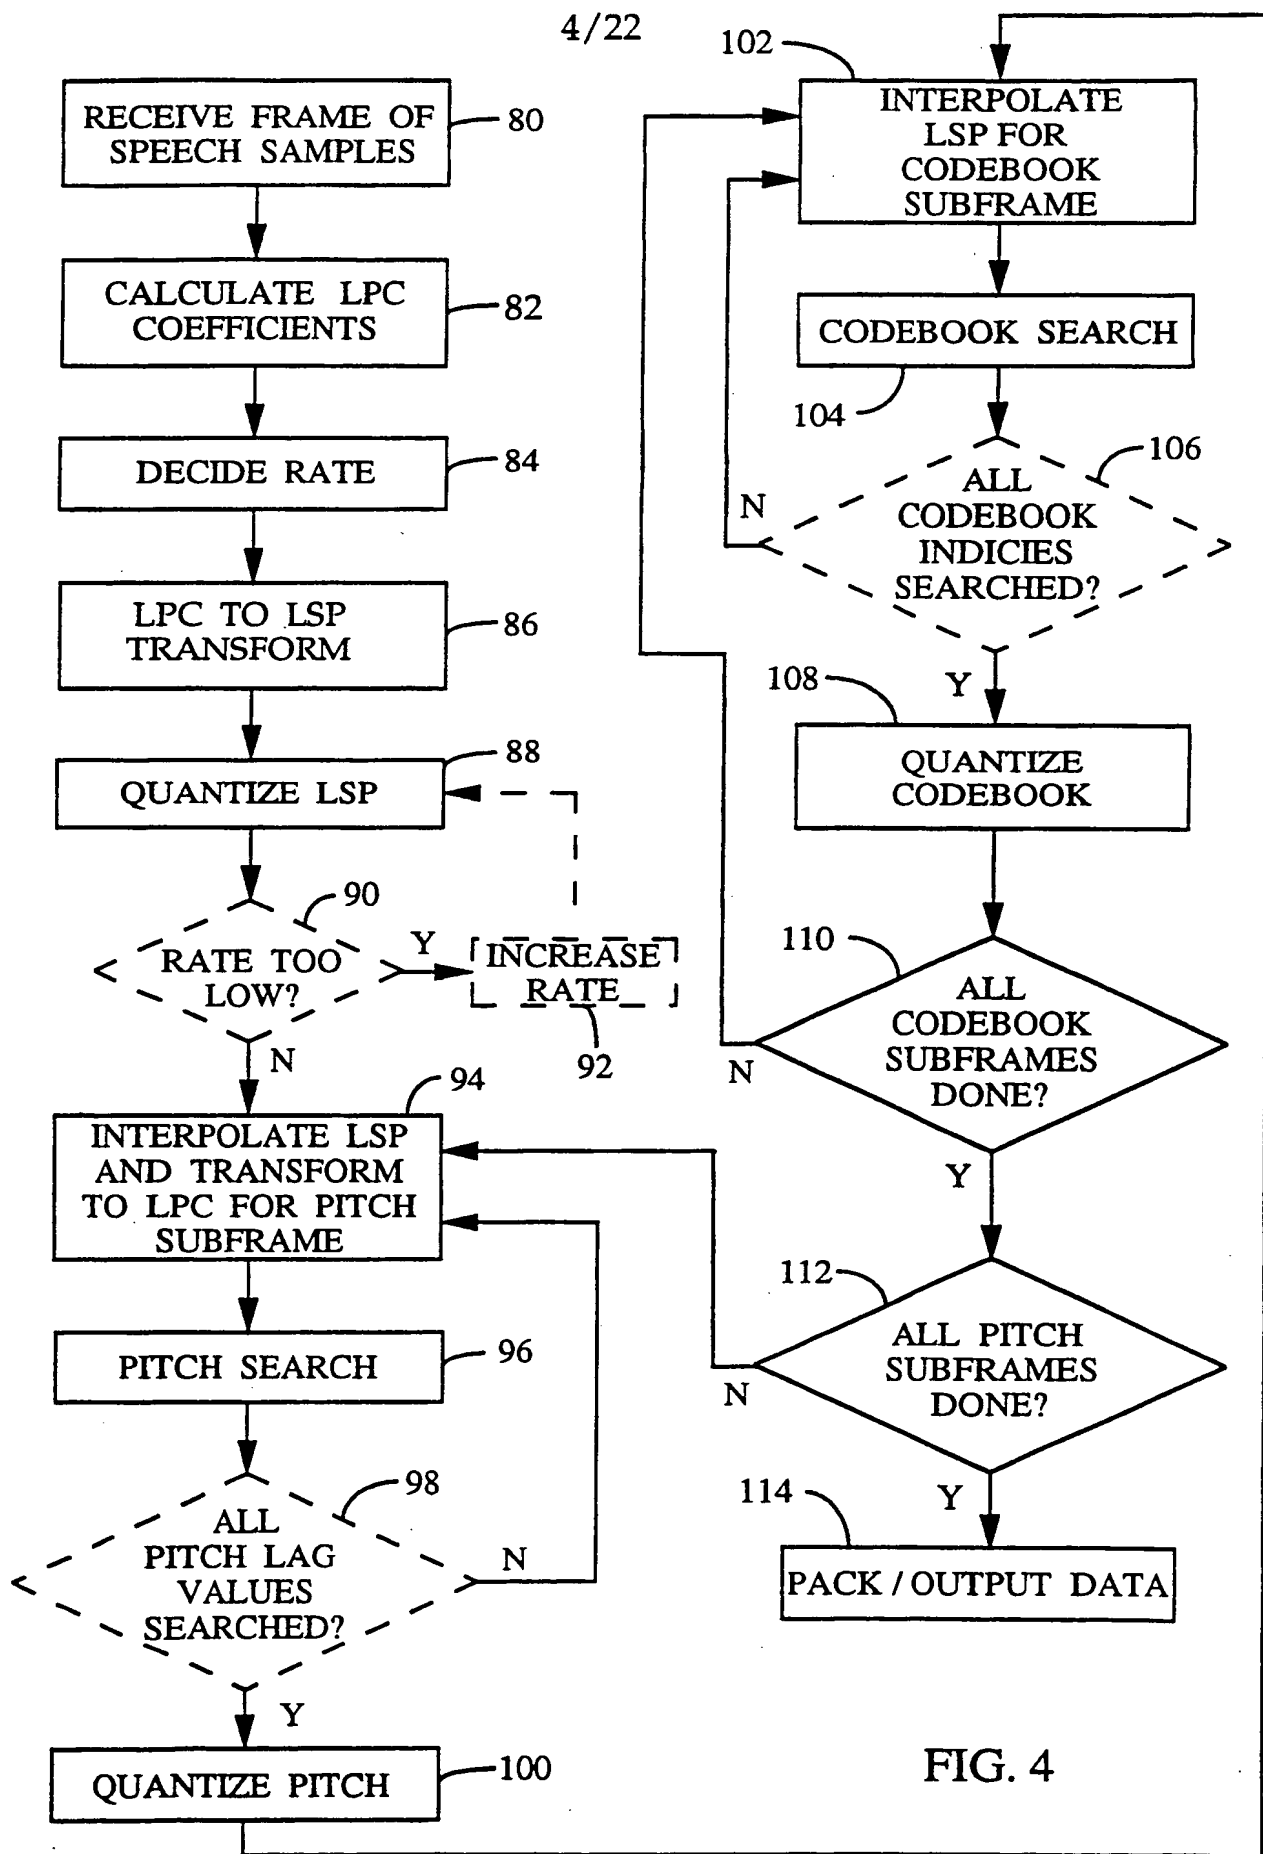 4/22
RECEIVE FRAME OF
SPEECH SAMPLES
80
CALCULATE LPC
COEFFICIENTS
82
DECIDE RATE
84
LPC TO LSP
TRANSFORM
86
88
QUANTIZE LSP
90
RATE TOO
LOW?
Y
INCREASE
RATE
92
N
94
INTERPOLATE LSP
AND TRANSFORM
TO LPC FOR PITCH
SUBFRAME
PITCH SEARCH
96
98
ALL
PITCH LAG
VALUES
SEARCHED?
N
Y
QUANTIZE PITCH
100
102
INTERPOLATE
LSP FOR
CODEBOOK
SUBFRAME
CODEBOOK SEARCH
104
106
ALL
CODEBOOK
INDICIES
SEARCHED?
N
Y
108
QUANTIZE
CODEBOOK
110
ALL
CODEBOOK
SUBFRAMES
DONE?
N
Y
112
ALL PITCH
SUBFRAMES
DONE?
N
Y
114
PACK / OUTPUT DATA
FIG. 4